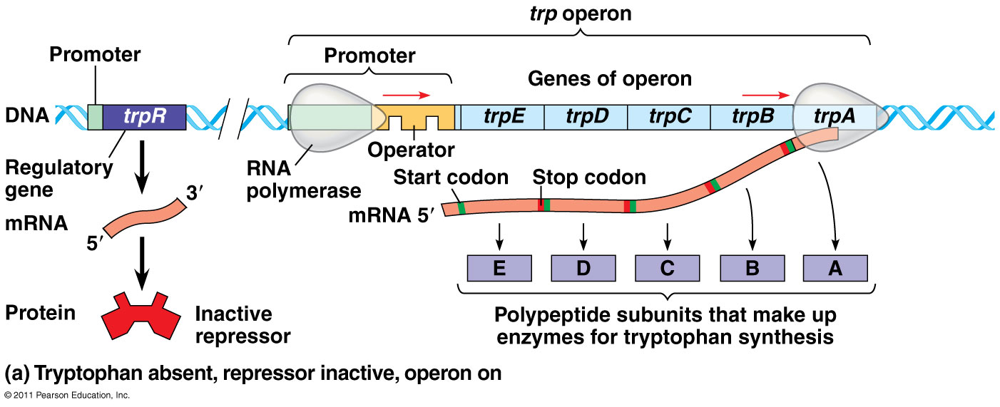 trp operon
Promoter
Promoter
Genes of operon
DNA
trpR
trpE
trpD
trpC
trpB
trpA
Operator
Regulatory
gene
RNA
polymerase
Start codon
Stop codon
3′
mRNA
5′
mRNA 5′
E
D
C
B
A
Protein
Inactive
repressor
Polypeptide subunits that make up
enzymes for tryptophan synthesis
(a) Tryptophan absent, repressor inactive, operon on
© 2011 Pearson Education, Inc.